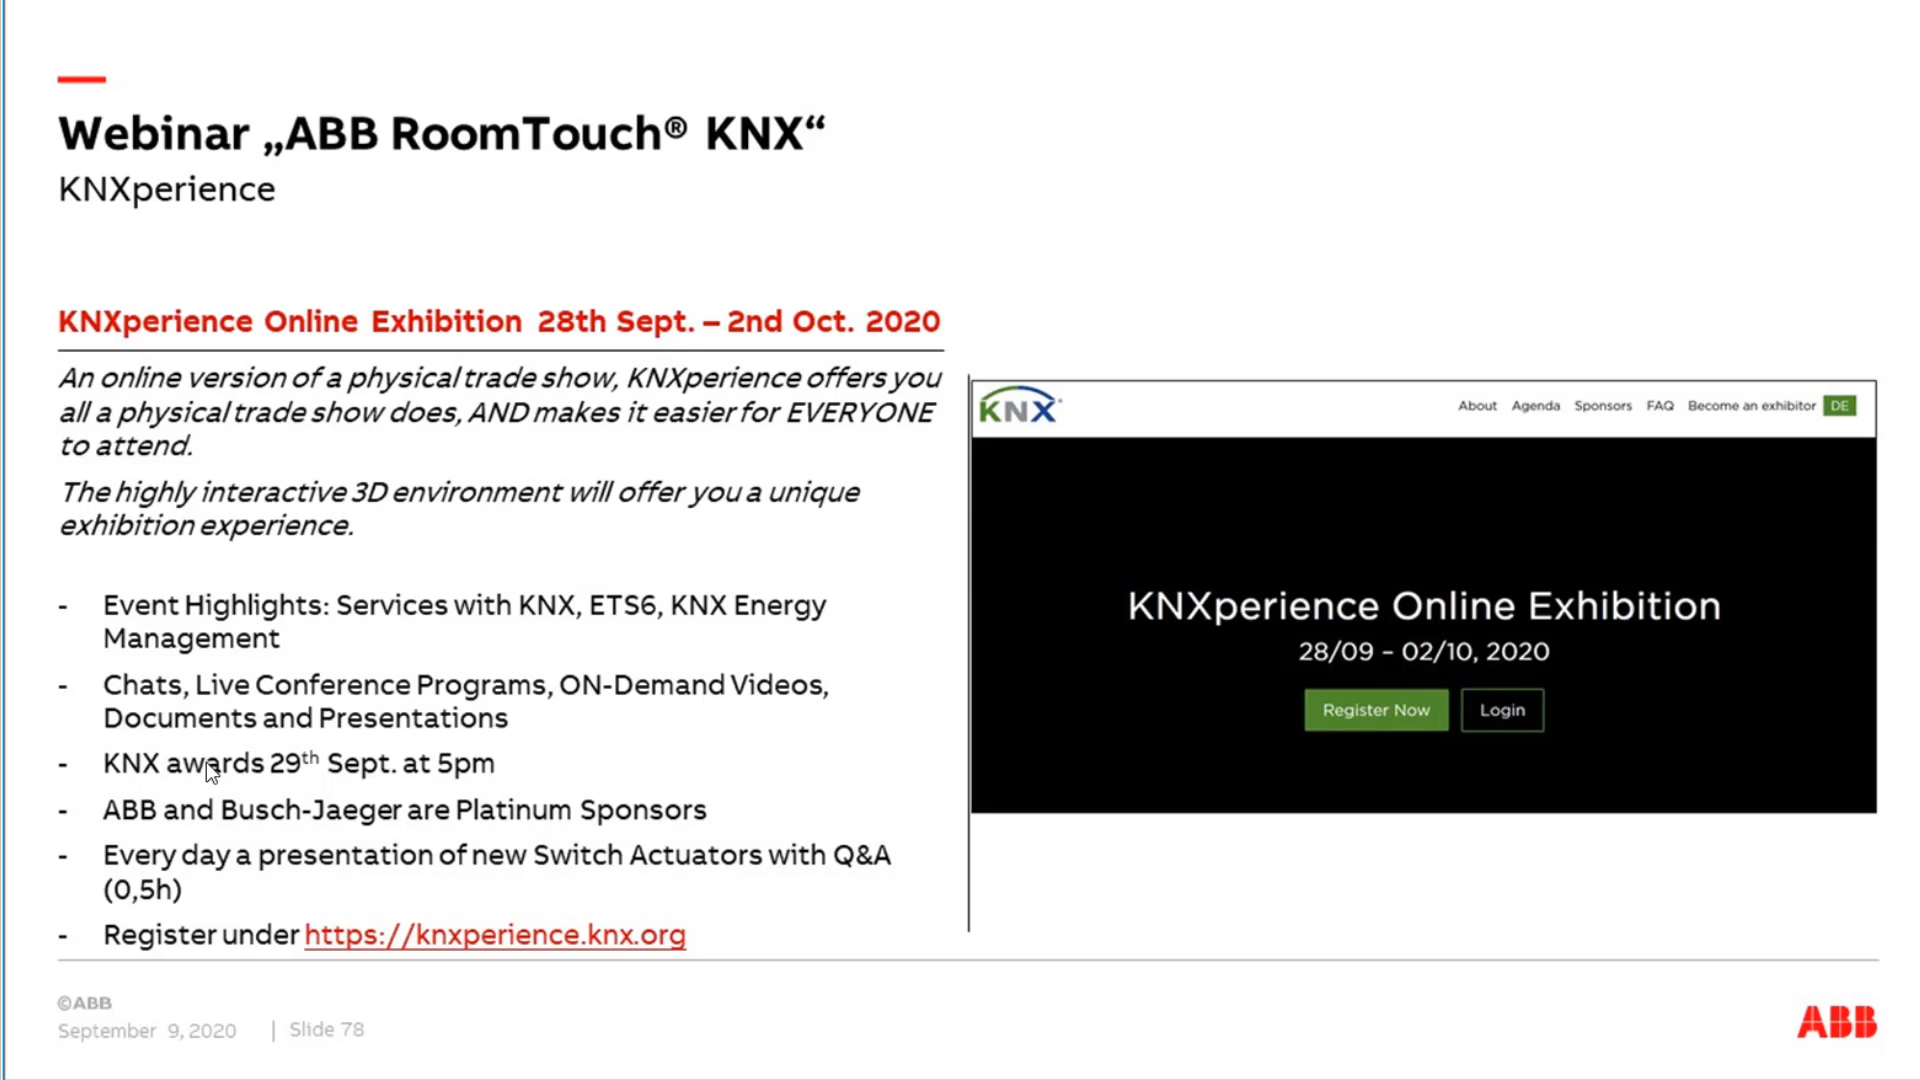 Webinar „ABB RoomTouch® KNX“
KNXperience
KNXperience Online Exhibition 28th Sept. – 2nd Oct. 2020
An online version of a physical trade show, KNXperience offers you
all a physical trade show does, AND makes it easier for EVERYONE
to attend.
The highly interactive 3D environment will offer you a unique
exhibition experience.
- Event Highlights: Services with KNX, ETS6, KNX Energy
Management
- Chats, Live Conference Programs, ON-Demand Videos,
Documents and Presentations
- KNX awards 29th Sept. at 5pm
- ABB and Busch-Jaeger are Platinum Sponsors
- Every day a presentation of new Switch Actuators with Q&A
(0,5h)
- Register under https://knxperience.knx.org
KNX
About Agenda Sponsors FAQ Become an exhibitor DE
KNXperience Online Exhibition
28/09 – 02/10, 2020
Register Now Login
©ABB
September 9, 2020 | Slide 78
ABB